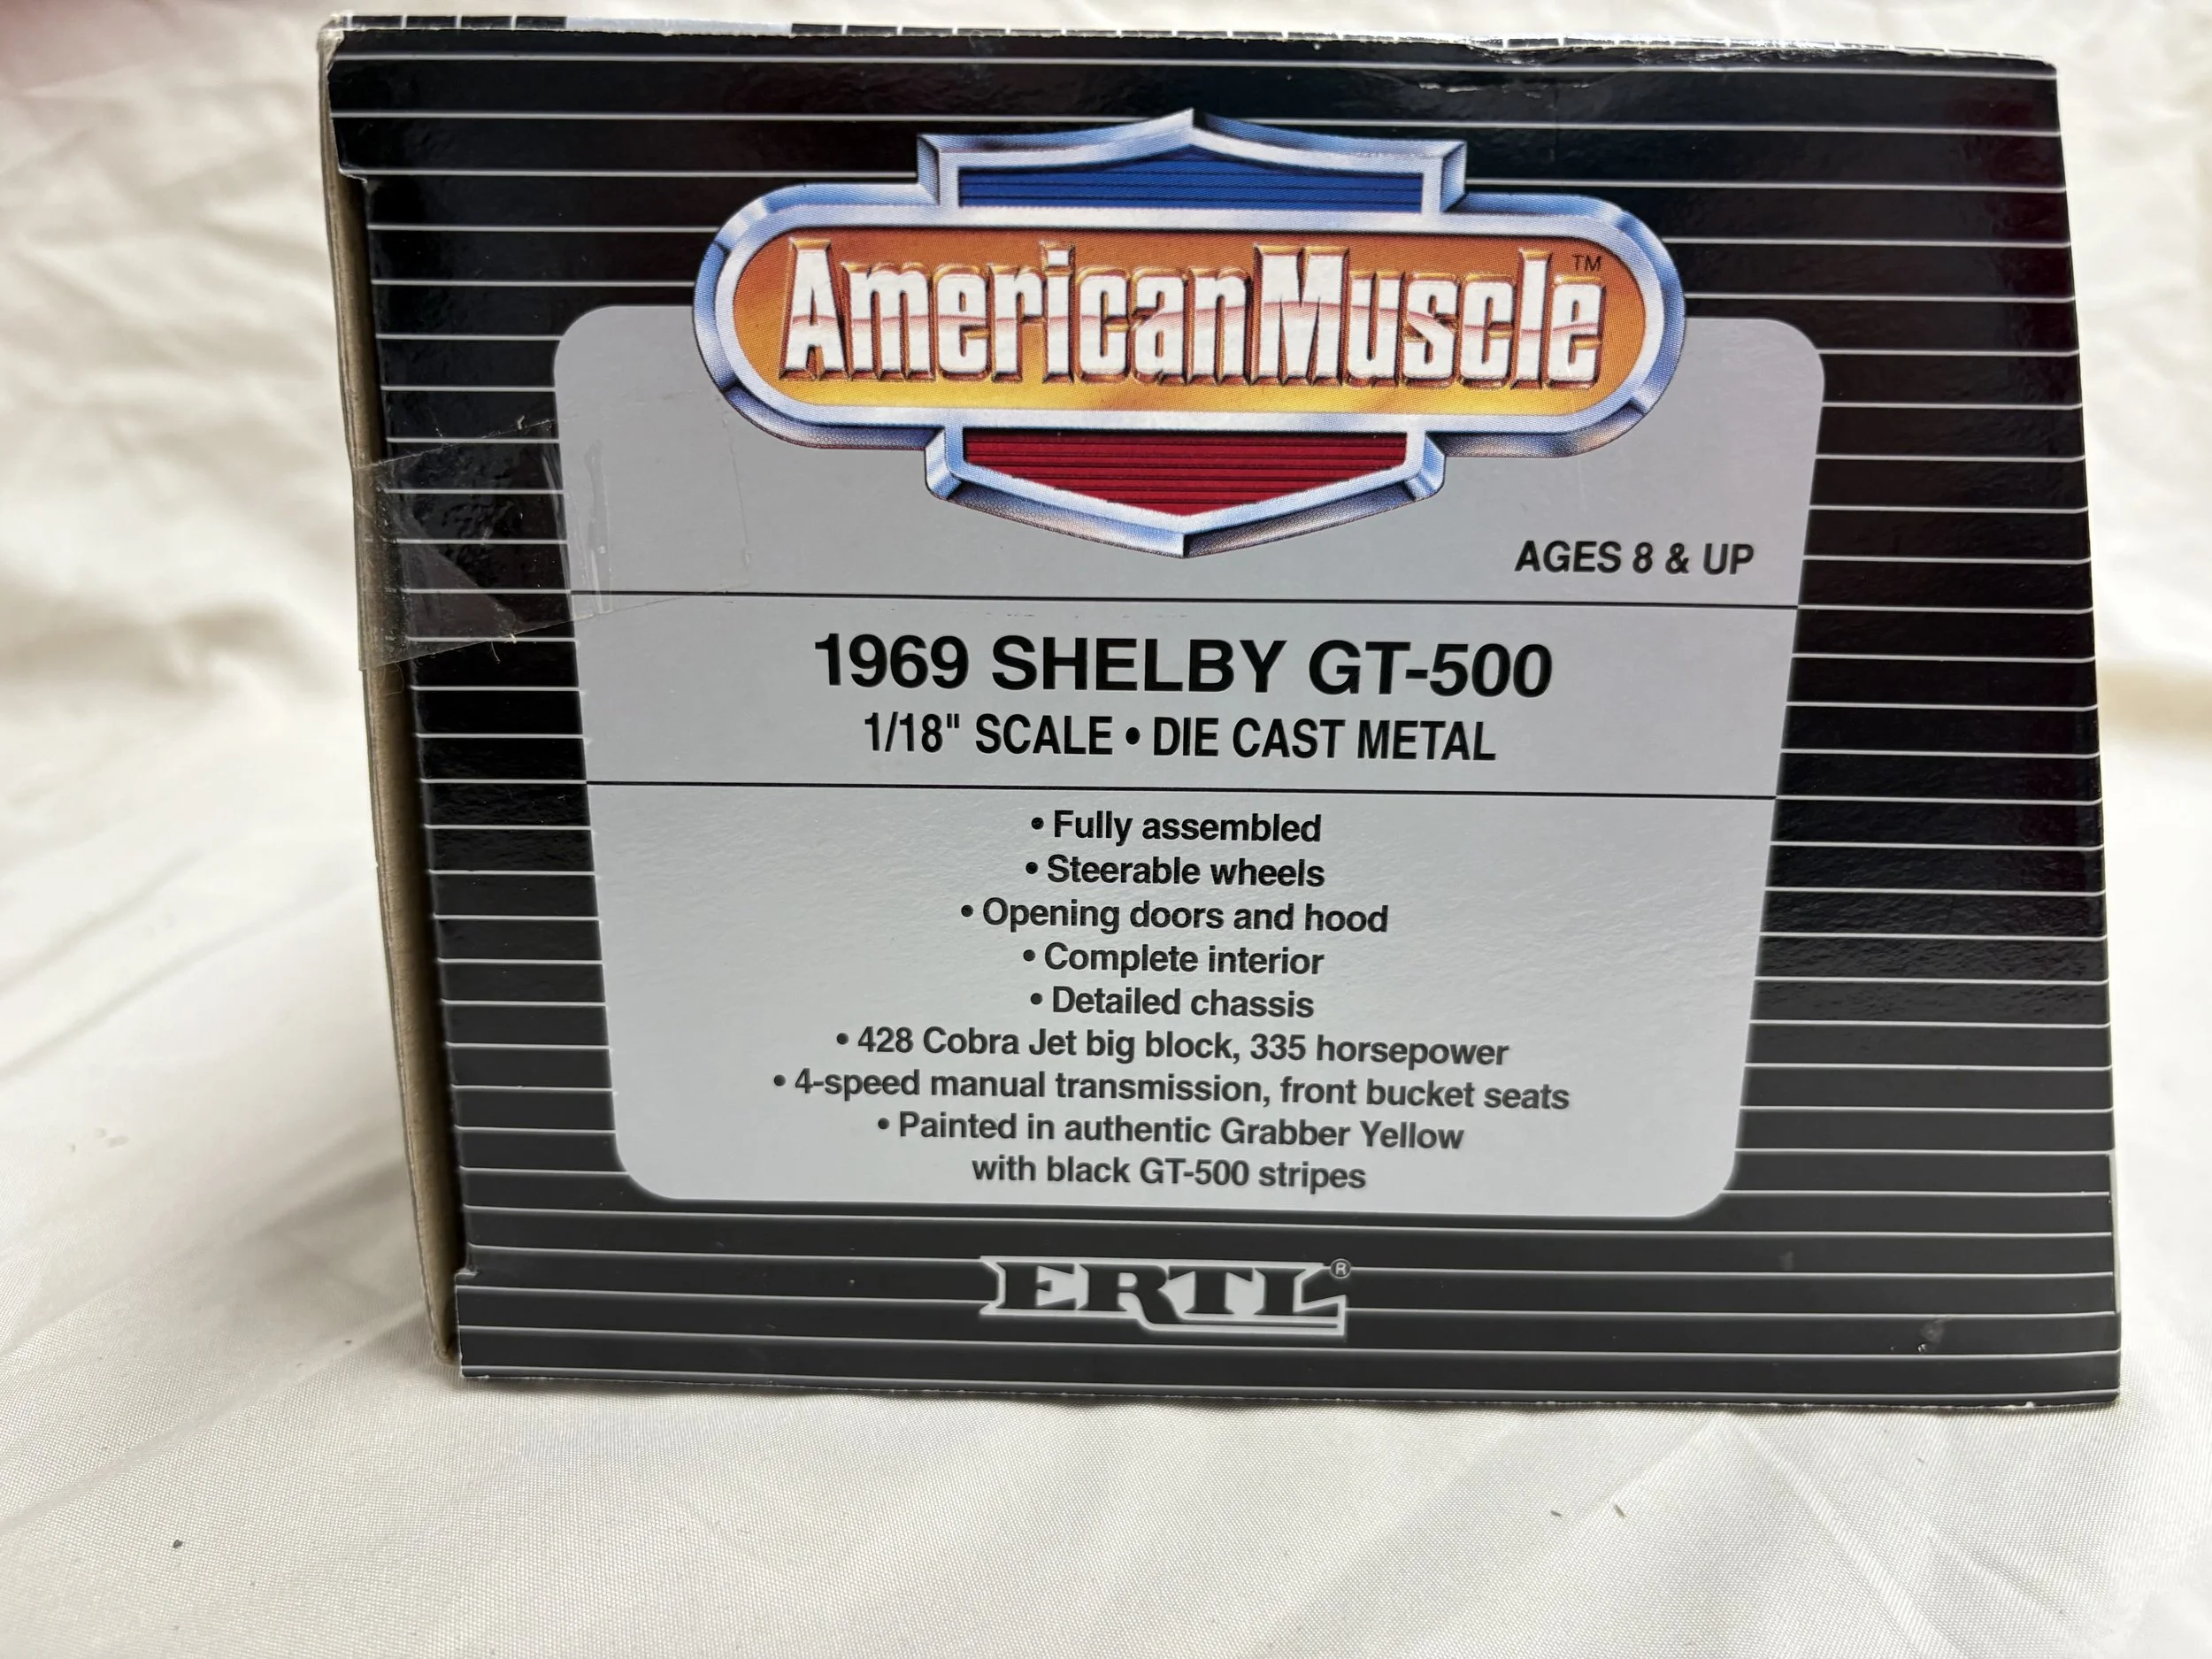 AmericanMuscle™
AGES 8 & UP
1969 SHELBY GT-500
1/18" SCALE • DIE CAST METAL
• Fully assembled
• Steerable wheels
• Opening doors and hood
• Complete interior
• Detailed chassis
• 428 Cobra Jet big block, 335 horsepower
• 4-speed manual transmission, front bucket seats
• Painted in authentic Grabber Yellow
with black GT-500 stripes
ERTL®